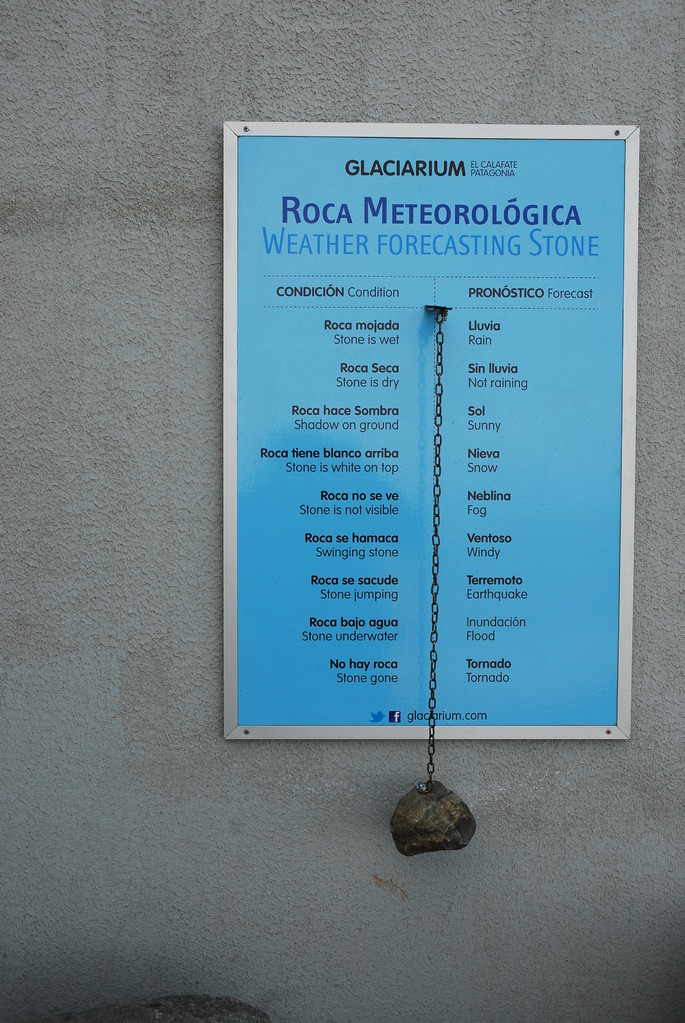 GLACIARIUM EL CALAFATE
PATAGONIA
ROCA METEOROLÓGICA
WEATHER FORECASTING STONE
CONDICIÓN Condition PRONÓSTICO Forecast
Roca mojada Lluvia
Stone is wet Rain
Roca Seca Sin lluvia
Stone is dry Not raining
Roca hace Sombra Sol
Shadow on ground Sunny
Roca tiene blanco arriba Nieva
Stone is white on top Snow
Roca no se ve Neblina
Stone is not visible Fog
Roca se hamaca Ventoso
Swinging stone Windy
Roca se sacude Terremoto
Stone jumping Earthquake
Roca bajo agua Inundación
Stone underwater Flood
No hay roca Tornado
Stone gone Tornado
glaciarium.com